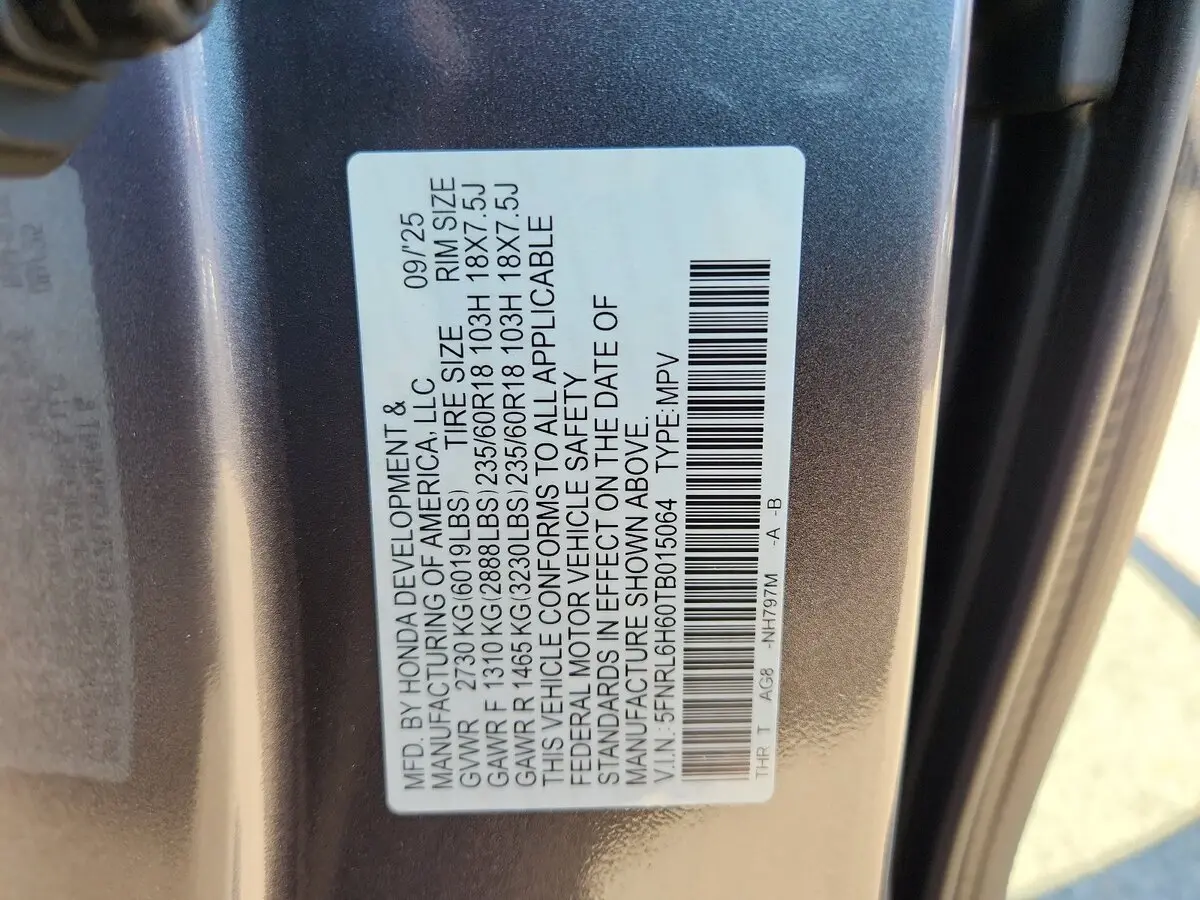 MFD. BY HONDA DEVELOPMENT &
MANUFACTURING OF AMERICA, LLC 09/'25
GVWR 2730 KG(6019LBS) TIRE SIZE RIM SIZE
GAWR F 1310 KG(2888LBS)235/60R18 103H 18X7.5J
GAWR R 1465 KG(3230LBS)235/60R18 103H 18X7.5J
THIS VEHICLE CONFORMS TO ALL APPLICABLE
FEDERAL MOTOR VEHICLE SAFETY
STANDARDS IN EFFECT ON THE DATE OF
MANUFACTURE SHOWN ABOVE.
V.I.N.:5FNRL6H60TB015064 TYPE:MPV
THR T AG8 -NH797M -A -B